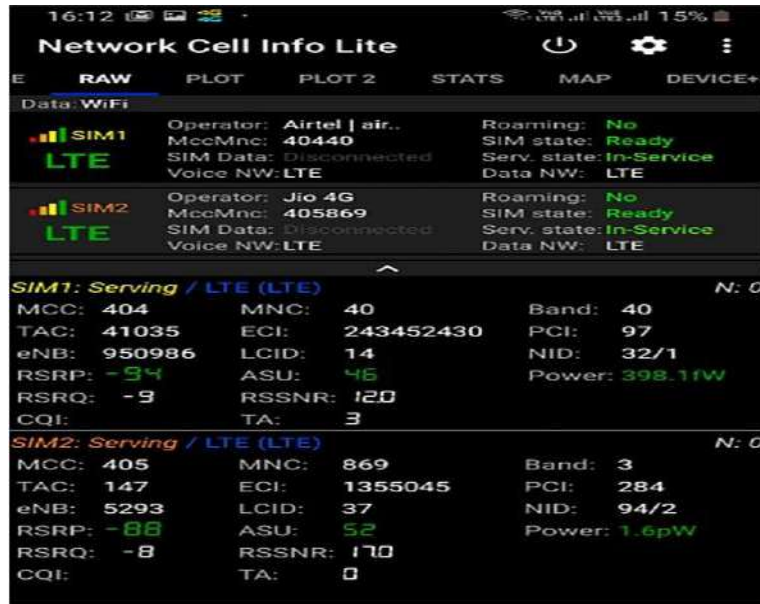 16:12 15%
Network Cell Info Lite
E RAW PLOT PLOT 2 STATS MAP DEVICE+
Data: WiFi
SIM1 LTE
Operator: Airtel | air.. Roaming: No
MccMnc: 40440 SIM state: Ready
SIM Data: Disconnected Serv. state: In-Service
Voice NW: LTE Data NW: LTE
SIM2 LTE
Operator: Jio 4G Roaming: No
MccMnc: 405869 SIM state: Ready
SIM Data: Disconnected Serv. state: In-Service
Voice NW: LTE Data NW: LTE
SIM1: Serving / LTE (LTE) N: 0
MCC: 404 MNC: 40 Band: 40
TAC: 41035 ECI: 243452430 PCI: 97
eNB: 950986 LCID: 14 NID: 32/1
RSRP: -94 ASU: 46 Power: 398.1fW
RSRQ: -9 RSSNR: 12.0
CQI: TA: 3
SIM2: Serving / LTE (LTE) N: 0
MCC: 405 MNC: 869 Band: 3
TAC: 147 ECI: 1355045 PCI: 284
eNB: 5293 LCID: 37 NID: 94/2
RSRP: -88 ASU: 52 Power: 1.6pW
RSRQ: -8 RSSNR: 17.0
CQI: TA: 0